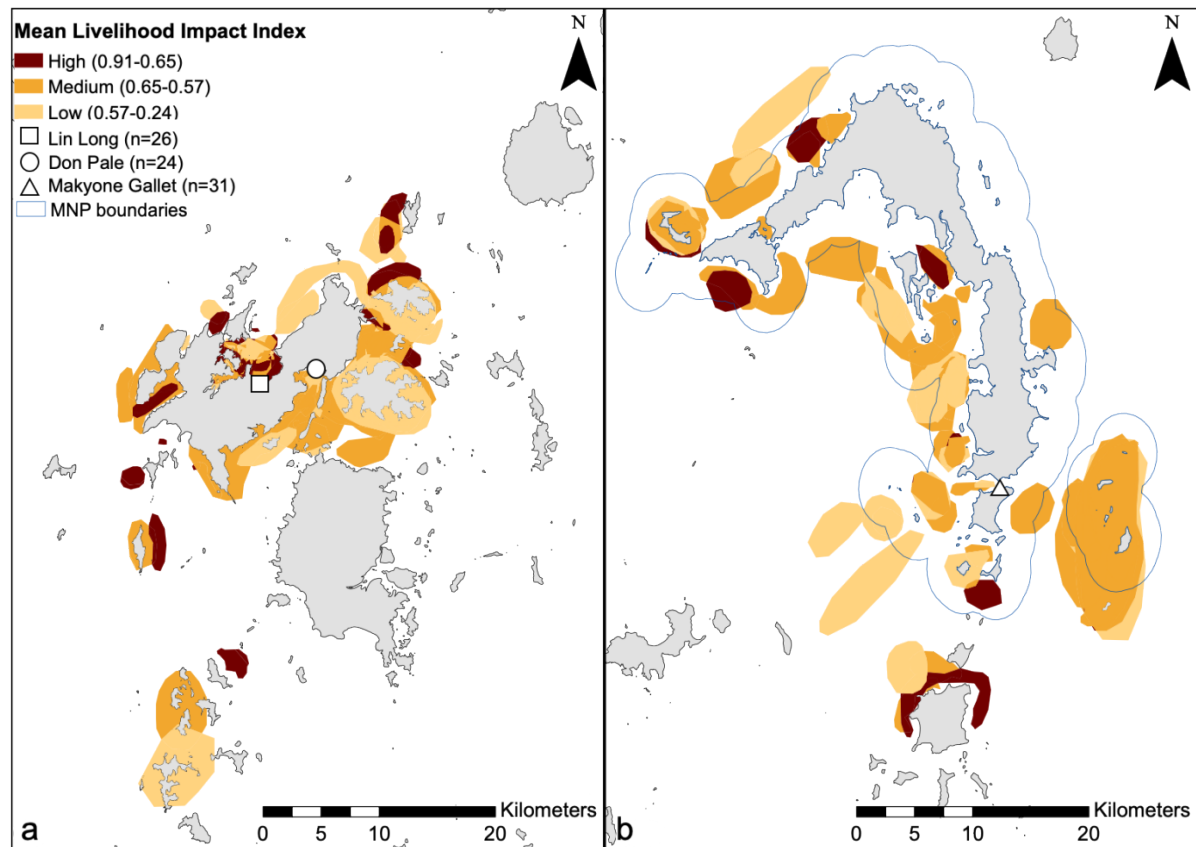 Mean Livelihood Impact Index
High (0.91-0.65)
Medium (0.65-0.57)
Low (0.57-0.24)
Lin Long (n=26)
Don Pale (n=24)
Makyone Gallet (n=31)
MNP boundaries
N
N
a
Kilometers
0 5 10 20
b
Kilometers
0 5 10 20